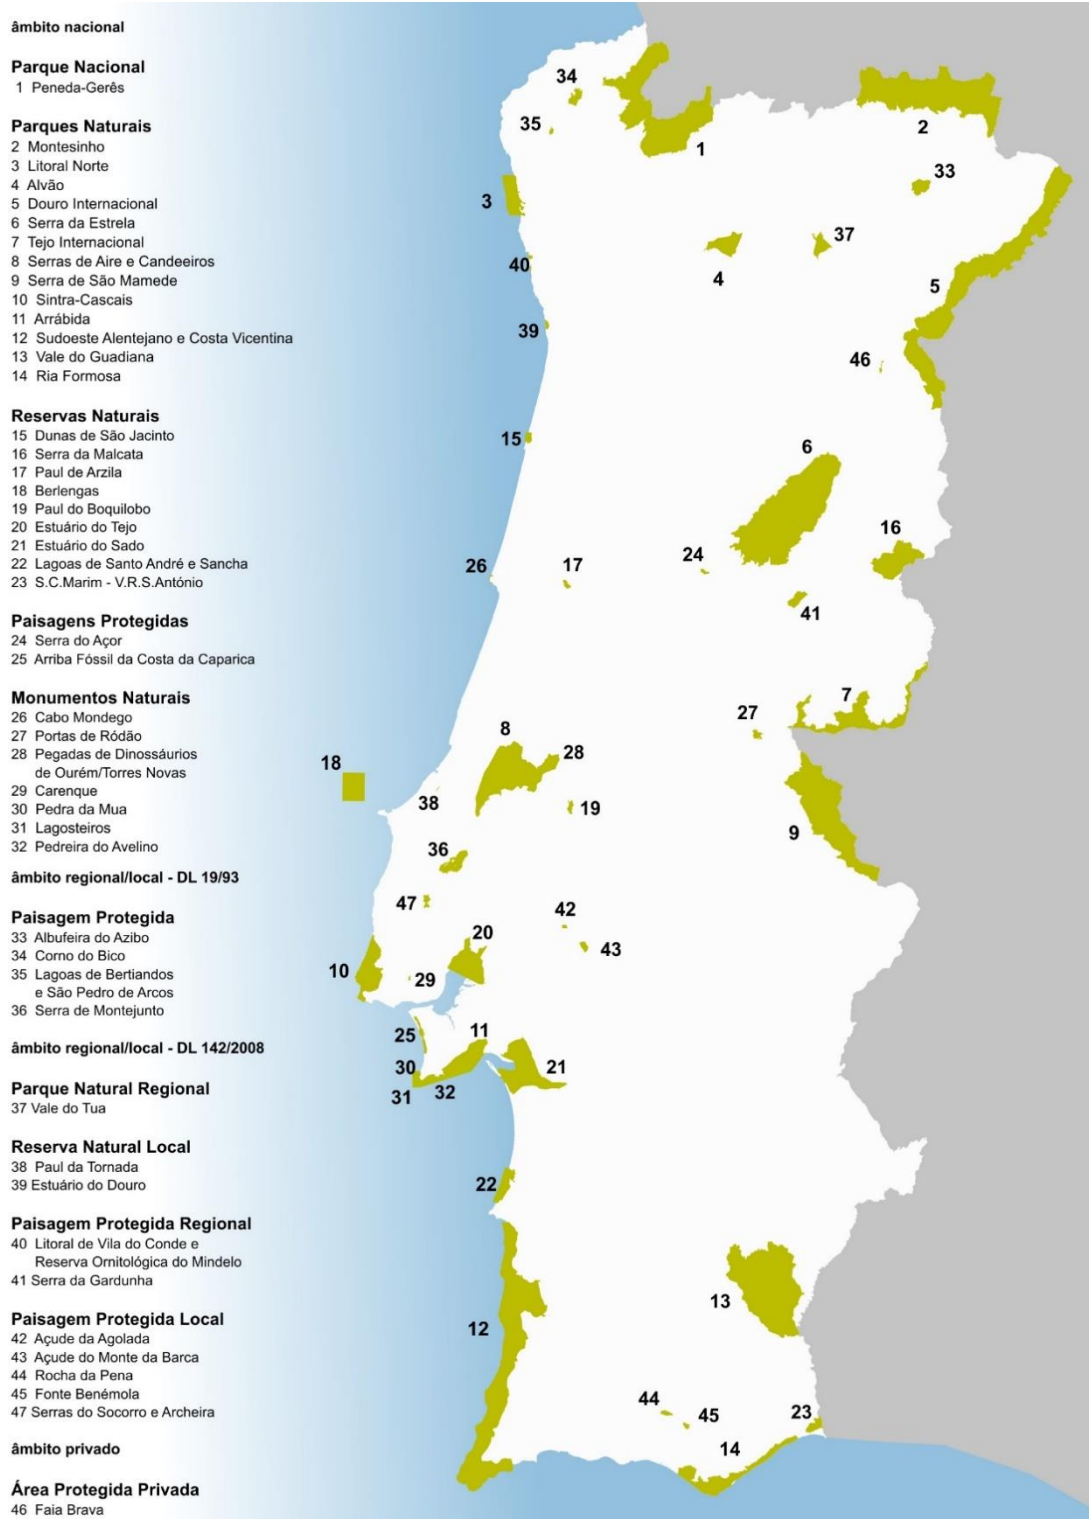 âmbito nacional
Parque Nacional
1 Peneda-Gerês
Parques Naturais
2 Montesinho
3 Litoral Norte
4 Alvão
5 Douro Internacional
6 Serra da Estrela
7 Tejo Internacional
8 Serras de Aire e Candeeiros
9 Serra de São Mamede
10 Sintra-Cascais
11 Arrábida
12 Sudoeste Alentejano e Costa Vicentina
13 Vale do Guadiana
14 Ria Formosa
Reservas Naturais
15 Dunas de São Jacinto
16 Serra da Malcata
17 Paul de Arzila
18 Berlengas
19 Paul do Boquilobo
20 Estuário do Tejo
21 Estuário do Sado
22 Lagoas de Santo André e Sancha
23 S.C.Marim - V.R.S.António
Paisagens Protegidas
24 Serra do Açor
25 Arriba Fóssil da Costa da Caparica
Monumentos Naturais
26 Cabo Mondego
27 Portas de Ródão
28 Pegadas de Dinossáurios
de Ourém/Torres Novas
29 Carenque
30 Pedra da Mua
31 Lagosteiros
32 Pedreira do Avelino
âmbito regional/local - DL 19/93
Paisagem Protegida
33 Albufeira do Azibo
34 Corno do Bico
35 Lagoas de Bertiandos
e São Pedro de Arcos
36 Serra de Montejunto
âmbito regional/local - DL 142/2008
Parque Natural Regional
37 Vale do Tua
Reserva Natural Local
38 Paul da Tornada
39 Estuário do Douro
Paisagem Protegida Regional
40 Litoral de Vila do Conde e
Reserva Ornitológica do Mindelo
41 Serra da Gardunha
Paisagem Protegida Local
42 Açude da Agolada
43 Açude do Monte da Barca
44 Rocha da Pena
45 Fonte Benémola
47 Serras do Socorro e Archeira
âmbito privado
Área Protegida Privada
46 Faia Brava
34
35
2
1
33
3
37
40
4
5
39
46
15
6
16
24
26
17
41
7
27
8
28
18
38
19
9
36
47
42
20
43
10
29
11
25
30
21
31
32
22
13
12
44
45
23
14